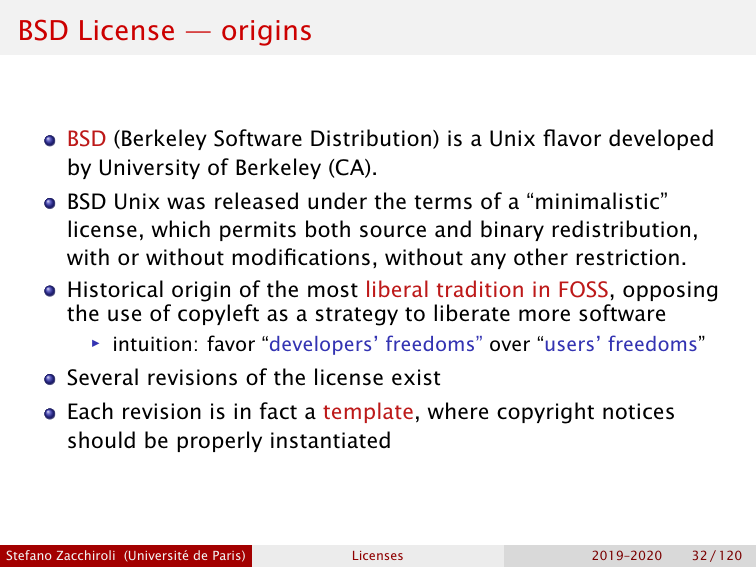 BSD License — origins
BSD (Berkeley Software Distribution) is a Unix flavor developed
by University of Berkeley (CA).
BSD Unix was released under the terms of a “minimalistic”
license, which permits both source and binary redistribution,
with or without modifications, without any other restriction.
Historical origin of the most liberal tradition in FOSS, opposing
the use of copyleft as a strategy to liberate more software
intuition: favor “developers’ freedoms” over “users’ freedoms”
Several revisions of the license exist
Each revision is in fact a template, where copyright notices
should be properly instantiated
Stefano Zacchiroli (Université de Paris) Licenses 2019–2020 32 / 120